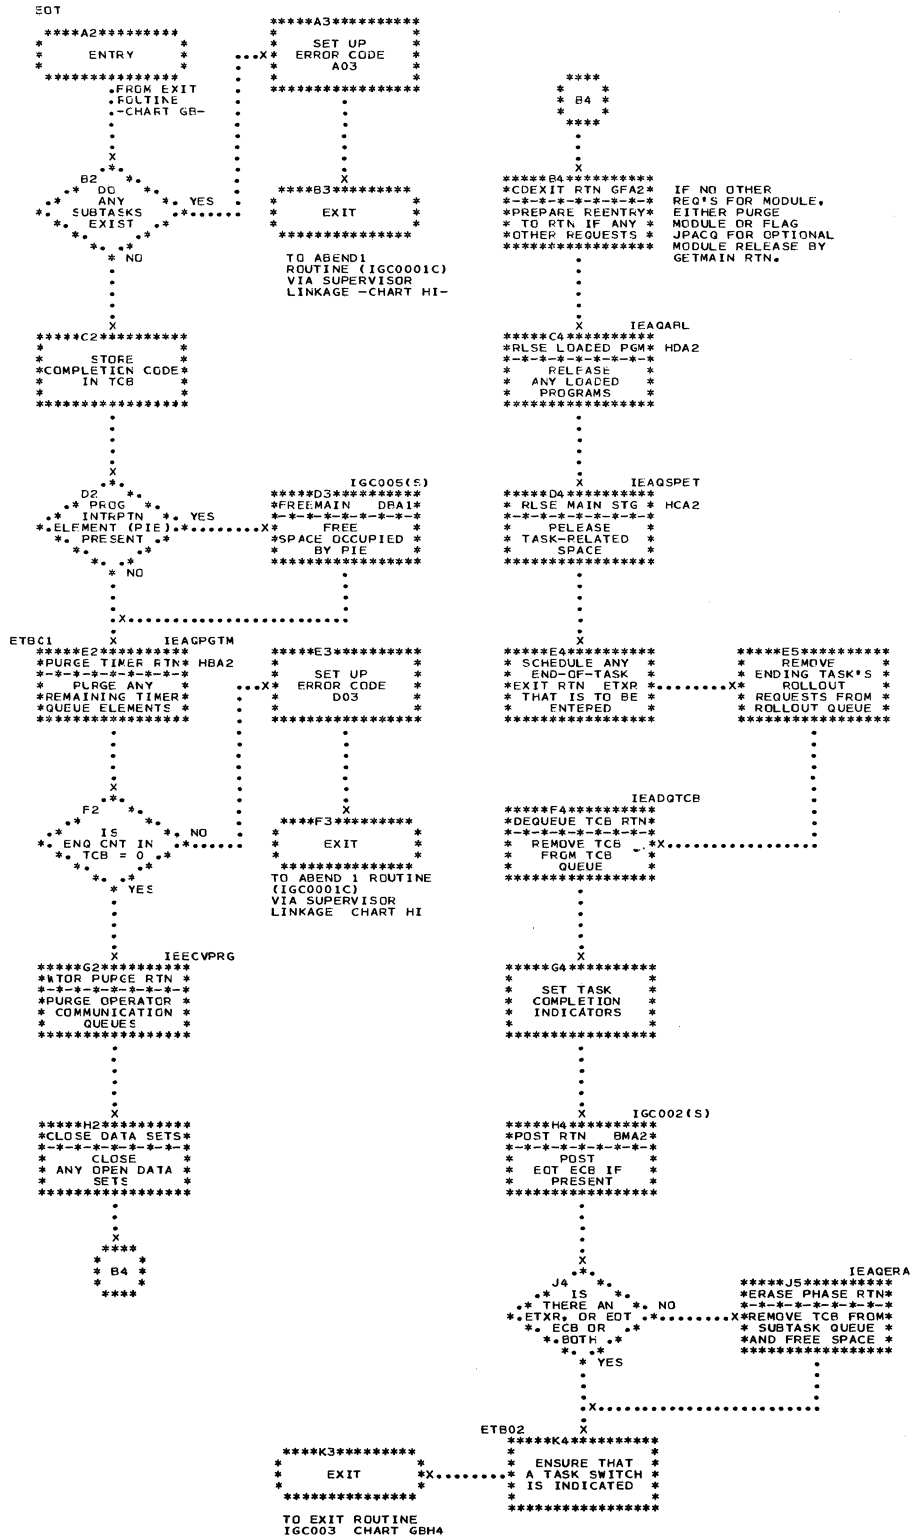 EOT
A2
ENTRY
FROM EXIT
ROUTINE
-CHART GB-
B2
DO
ANY
SUBTASKS
EXIST
YES
NO
A3
SET UP
ERROR CODE
A03
B3
EXIT
TO ABEND1
ROUTINE (IGC0001C)
VIA SUPERVISOR
LINKAGE -CHART HI-
C2
STORE
COMPLETION CODE
IN TCB
D2
PROG
INTRPTN
ELEMENT (PIE)
PRESENT
YES
NO
IGC005(S)
D3
FREEMAIN DBA1
FREE
SPACE OCCUPIED
BY PIE
ETBC1
IEAGPGTM
E2
PURGE TIMER RTN HBA2
PLRGE ANY
REMAINING TIMER
QUEUE ELEMENTS
E3
SET UP
ERROR CODE
D03
F2
IS
ENQ CNT IN
TCB = 0
NO
YES
F3
EXIT
TO ABEND 1 ROUTINE
(IGC0001C)
VIA SUPERVISOR
LINKAGE CHART HI
IEECVPRG
G2
WTOR PURGE RTN
PURGE OPERATOR
COMMUNICATION
QUEUES
H2
CLOSE DATA SETS
CLOSE
ANY OPEN DATA
SETS
B4
B4
B4
CDEXIT RTN GFA2
PREPARE REENTRY
TO RTN IF ANY
OTHER REQUESTS
IF NO OTHER
REQ'S FOR MODULE,
EITHER PURGE
MODULE OR FLAG
JPACQ FOR OPTIONAL
MODULE RELEASE BY
GETMAIN RTN.
IEAQABL
C4
RLSE LOADED PGM HDA2
RELEASE
ANY LOADED
PROGRAMS
IEAQSPET
D4
RLSE MAIN STG HCA2
RELEASE
TASK-RELATED
SPACE
E4
SCHEDULE ANY
END-OF-TASK
EXIT RTN ETXR
THAT IS TO BE
ENTERED
E5
REMOVE
ENDING TASK'S
ROLLOUT
REQUESTS FROM
ROLLOUT QUEUE
IEADQTCB
F4
DEQUEUE TCB RTN
REMOVE TCB
FROM TCB
QUEUE
G4
SET TASK
COMPLETION
INDICATORS
IGC002(S)
H4
POST RTN BMA2
POST
EOT ECB IF
PRESENT
J4
IS
THERE AN
ETXR, OR EOT
ECB OR
BOTH
NO
YES
IEAQERA
J5
ERASE PHASE RTN
REMOVE TCB FROM
SUBTASK QUEUE
AND FREE SPACE
ETB02
K4
ENSURE THAT
A TASK SWITCH
IS INDICATED
K3
EXIT
TO EXIT ROUTINE
IGC003 CHART GBH4